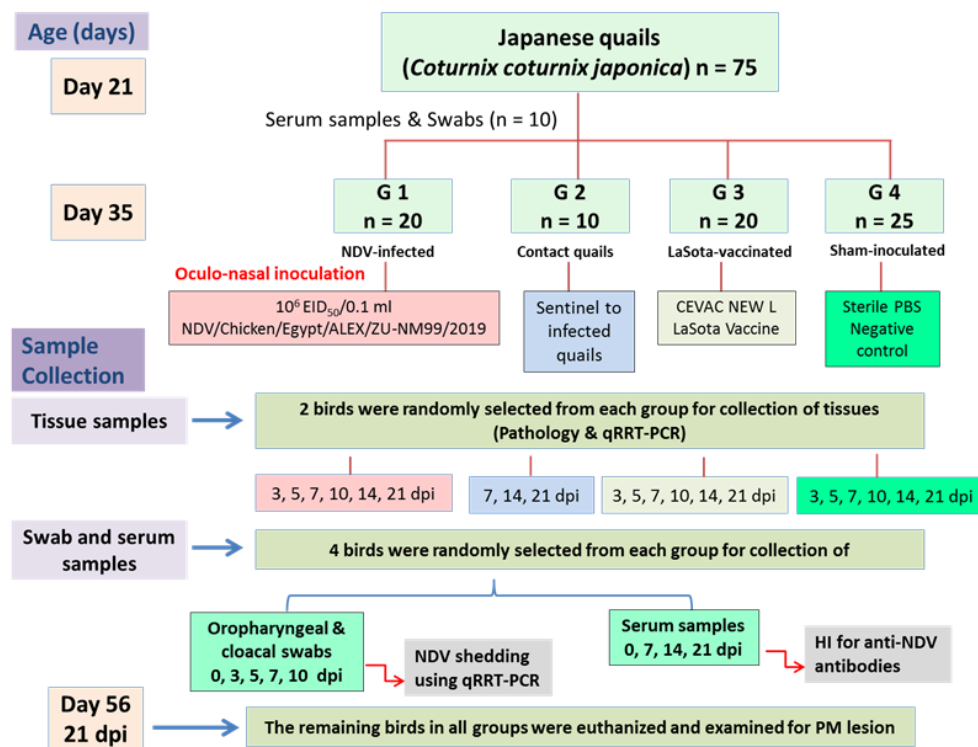 Age (days)
Japanese quails
(Coturnix coturnix japonica) n = 75
Day 21
Serum samples & Swabs (n = 10)
Day 35
G 1
n = 20
G 2
n = 10
G 3
n = 20
G 4
n = 25
NDV-infected
Contact quails
LaSota-vaccinated
Sham-inoculated
Oculo-nasal inoculation
10⁶ EID₅₀/0.1 ml
NDV/Chicken/Egypt/ALEX/ZU-NM99/2019
Sentinel to
infected
quails
CEVAC NEW L
LaSota Vaccine
Sterile PBS
Negative
control
Sample
Collection
Tissue samples
2 birds were randomly selected from each group for collection of tissues
(Pathology & qRRT-PCR)
3, 5, 7, 10, 14, 21 dpi
7, 14, 21 dpi
3, 5, 7, 10, 14, 21 dpi
3, 5, 7, 10, 14, 21 dpi
Swab and serum
samples
4 birds were randomly selected from each group for collection of
Oropharyngeal &
cloacal swabs
0, 3, 5, 7, 10 dpi
NDV shedding
using qRRT-PCR
Serum samples
0, 7, 14, 21 dpi
HI for anti-NDV
antibodies
Day 56
21 dpi
The remaining birds in all groups were euthanized and examined for PM lesion